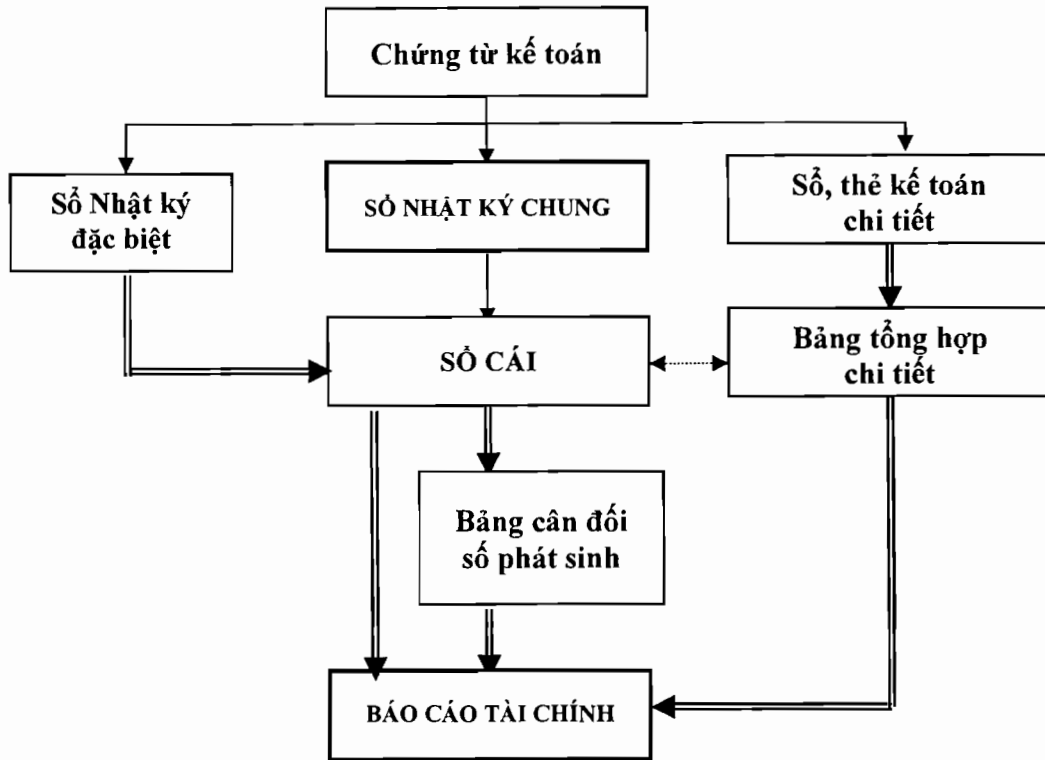 Chứng từ kế toán
Sổ Nhật ký
đặc biệt
SỔ NHẬT KÝ CHUNG
Sổ, thẻ kế toán
chi tiết
SỔ CÁI
Bảng tổng hợp
chi tiết
Bảng cân đối
số phát sinh
BÁO CÁO TÀI CHÍNH